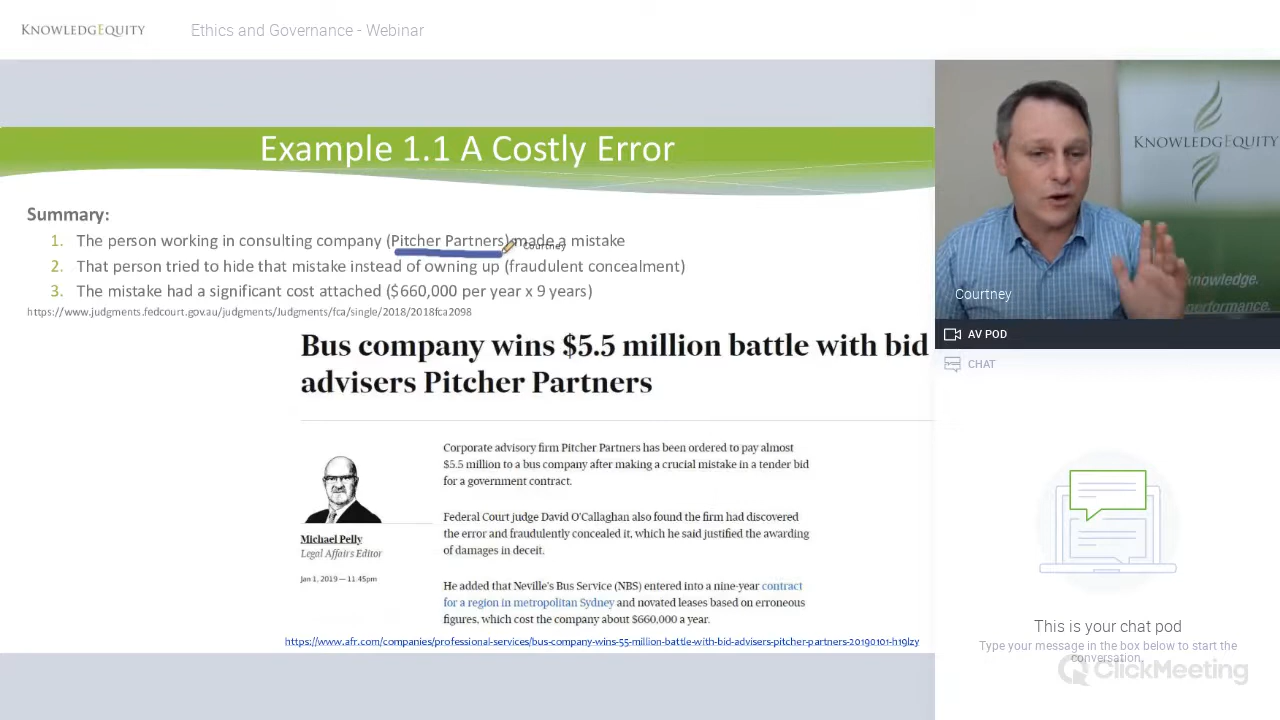 KNOWLEDGEQUITY
Ethics and Governance - Webinar
Example 1.1 A Costly Error
Summary:
1. The person working in consulting company (Pitcher Partners) made a mistake
Courtney
2. That person tried to hide that mistake instead of owning up (fraudulent concealment)
3. The mistake had a significant cost attached ($660,000 per year x 9 years)
https://www.judgments.fedcourt.gov.au/judgments/Judgments/fca/single/2018/2018fca2098
Bus company wins $5.5 million battle with bid
advisers Pitcher Partners
Corporate advisory firm Pitcher Partners has been ordered to pay almost
$5.5 million to a bus company after making a crucial mistake in a tender bid
for a government contract.
Federal Court judge David O'Callaghan also found the firm had discovered
the error and fraudulently concealed it, which he said justified the awarding
of damages in deceit.
Michael Pelly
Legal Affairs Editor
Jan 1, 2019 — 11.45pm
He added that Neville's Bus Service (NBS) entered into a nine-year contract
for a region in metropolitan Sydney and novated leases based on erroneous
figures, which cost the company about $660,000 a year.
https://www.afr.com/companies/professional-services/bus-company-wins-55-million-battle-with-bid-advisers-pitcher-partners-20190101-h19lzy
KNOWLEDGEQUITY
knowledge.
performance.
Courtney
AV POD
CHAT
This is your chat pod
Type your message in the box below to start the
conversation.
ClickMeeting